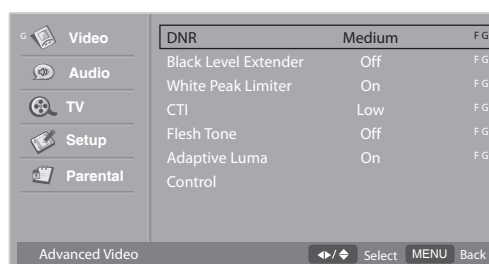 G Video
Audio
TV
Setup
Parental
DNR Medium F G
Black Level Extender Off F G
White Peak Limiter On F G
CTI Low F G
Flesh Tone Off F G
Adaptive Luma On F G
Control
Advanced Video Select MENU Back